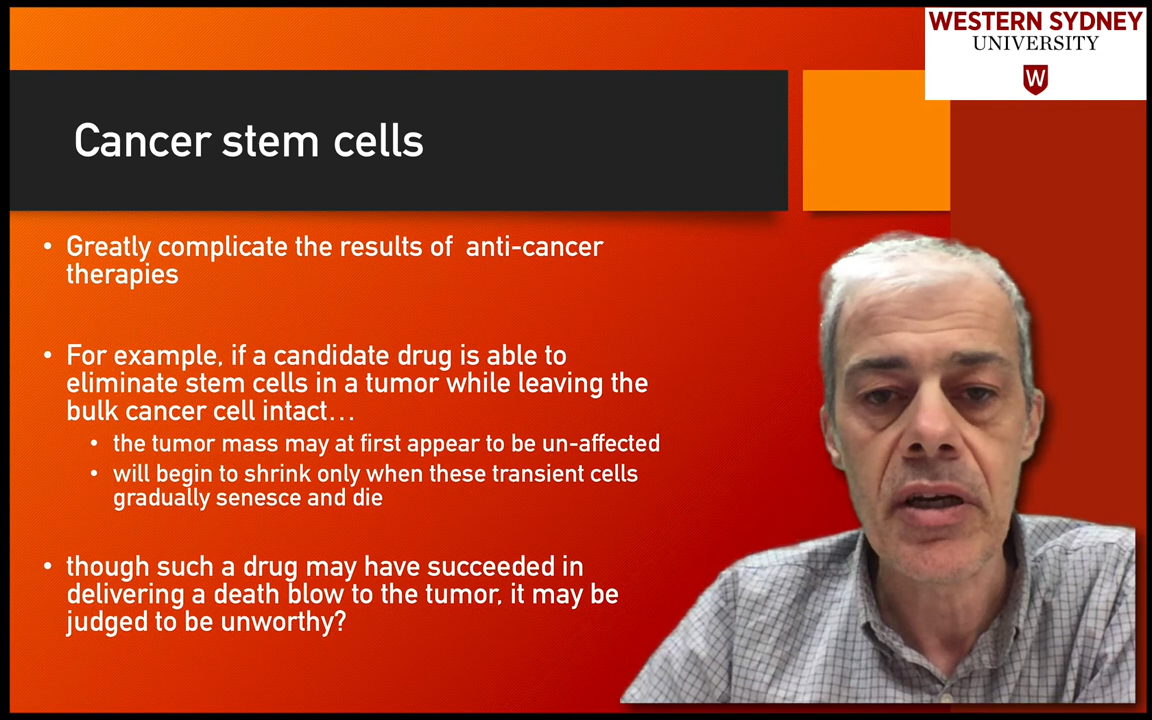 WESTERN SYDNEY
UNIVERSITY
W
Cancer stem cells
• Greatly complicate the results of anti-cancer
therapies
• For example, if a candidate drug is able to
eliminate stem cells in a tumor while leaving the
bulk cancer cell intact…
• the tumor mass may at first appear to be un-affected
• will begin to shrink only when these transient cells
gradually senesce and die
• though such a drug may have succeeded in
delivering a death blow to the tumor, it may be
judged to be unworthy?